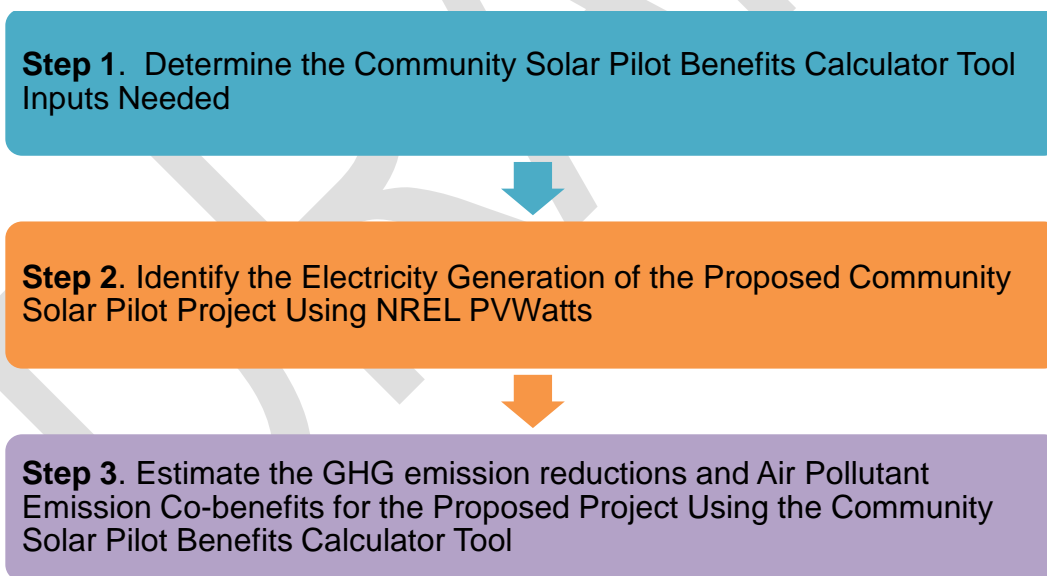 Step 1.  Determine the Community Solar Pilot Benefits Calculator Tool
Inputs Needed
Step 2. Identify the Electricity Generation of the Proposed Community
Solar Pilot Project Using NREL PVWatts
Step 3. Estimate the GHG emission reductions and Air Pollutant
Emission Co-benefits for the Proposed Project Using the Community
Solar Pilot Benefits Calculator Tool